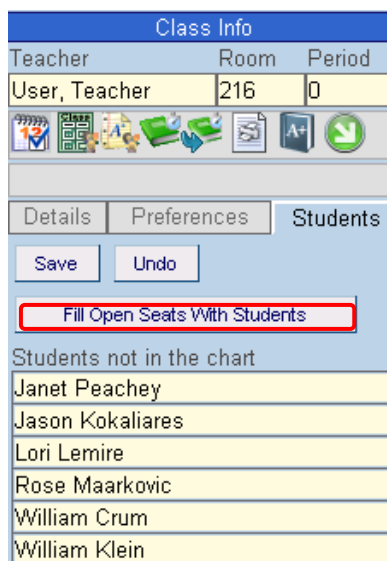 Class Info
Teacher Room Period
User, Teacher 216 0
Details Preferences Students
Save Undo
Fill Open Seats With Students
Students not in the chart
Janet Peachey
Jason Kokaliares
Lori Lemire
Rose Maarkovic
William Crum
William Klein